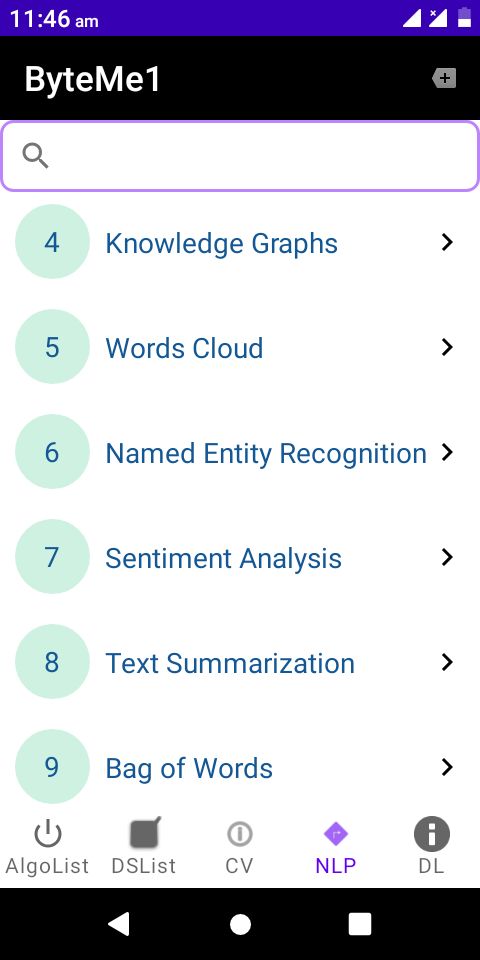 11:46 am
ByteMe1
4 Knowledge Graphs
5 Words Cloud
6 Named Entity Recognition
7 Sentiment Analysis
8 Text Summarization
9 Bag of Words
AlgoList DSList CV NLP DL